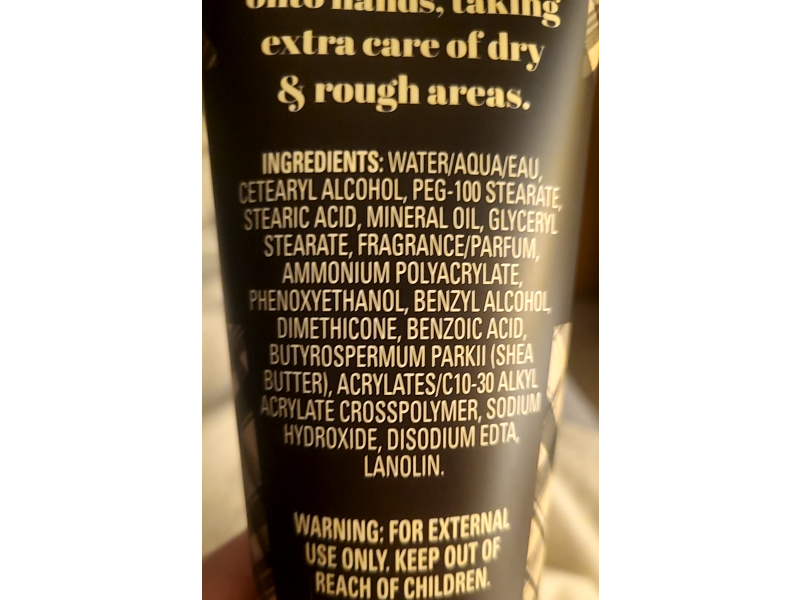 onto hands, taking
extra care of dry
& rough areas.
INGREDIENTS: WATER/AQUA/EAU,
CETEARYL ALCOHOL, PEG-100 STEARATE,
STEARIC ACID, MINERAL OIL, GLYCERYL
STEARATE, FRAGRANCE/PARFUM,
AMMONIUM POLYACRYLATE,
PHENOXYETHANOL, BENZYL ALCOHOL,
DIMETHICONE, BENZOIC ACID,
BUTYROSPERMUM PARKII (SHEA
BUTTER), ACRYLATES/C10-30 ALKYL
ACRYLATE CROSSPOLYMER, SODIUM
HYDROXIDE, DISODIUM EDTA,
LANOLIN.
WARNING: FOR EXTERNAL
USE ONLY. KEEP OUT OF
REACH OF CHILDREN.